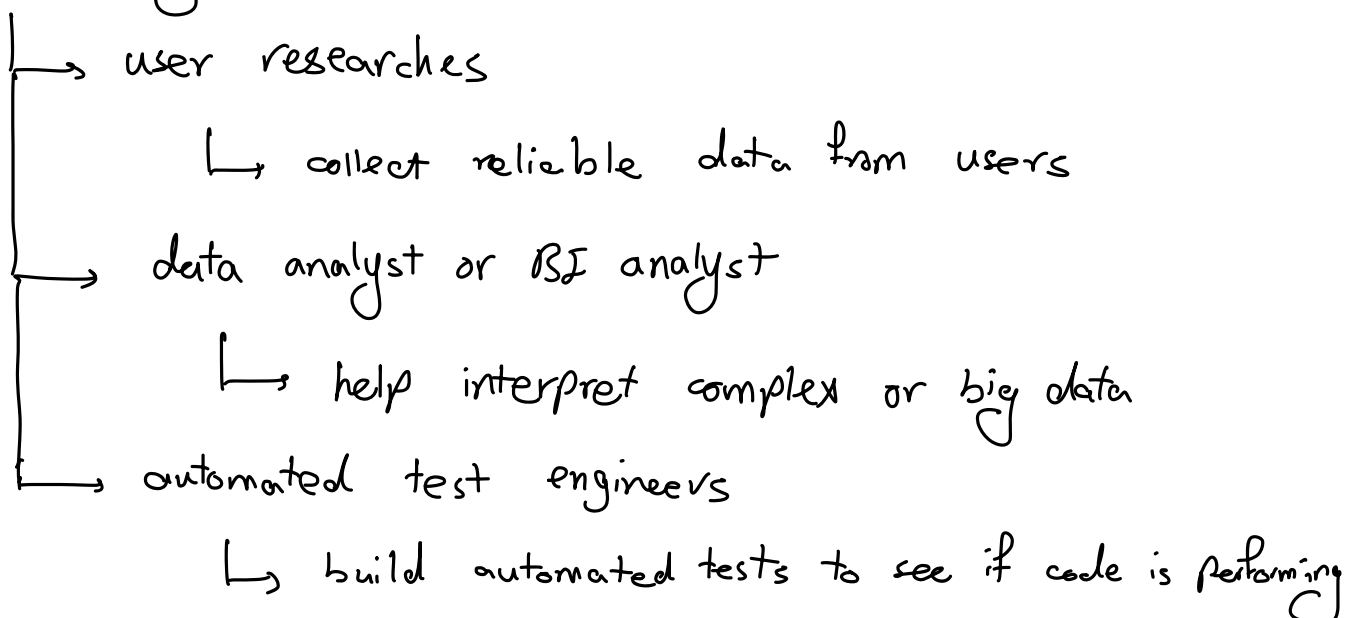 user researches
collect reliable data from users
data analyst or BI analyst
help interpret complex or big data
automated test engineers
build automated tests to see if code is performing